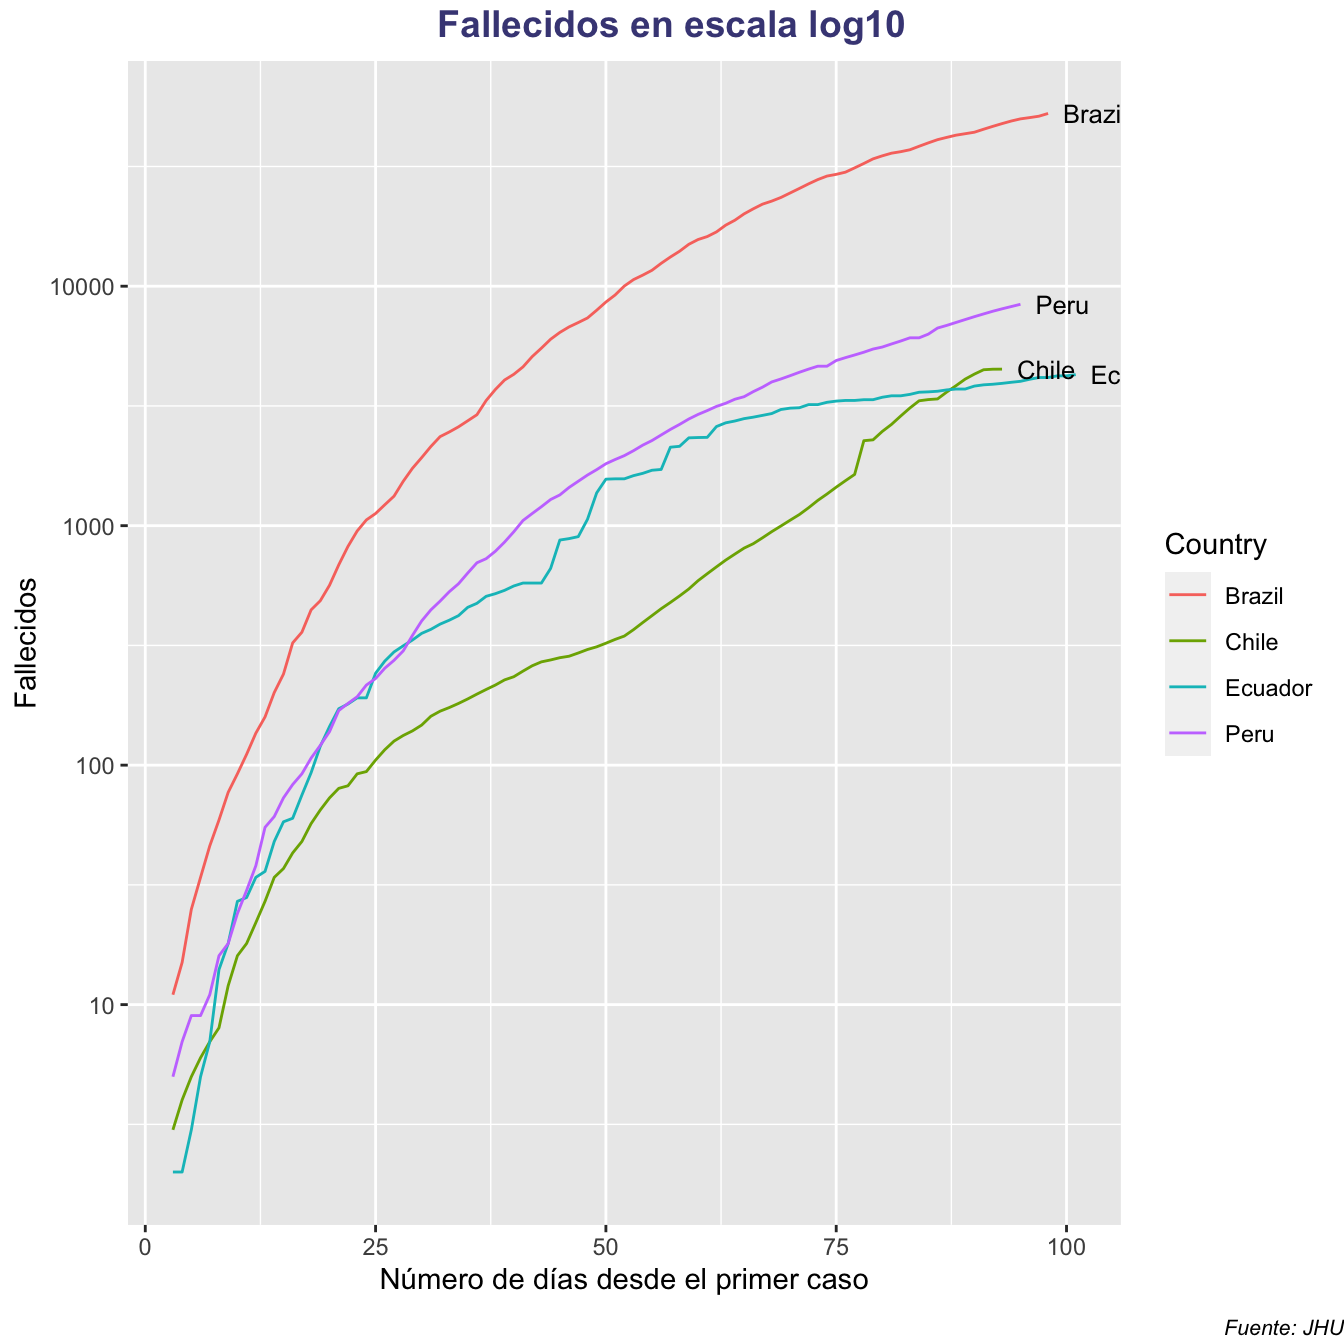 Fallecidos en escala log10
Fallecidos
10000
1000
100
10
0
25
50
75
100
Número de días desde el primer caso
Brazi
Peru
Chile
Ec
Country
Brazil
Chile
Ecuador
Peru
Fuente: JHU